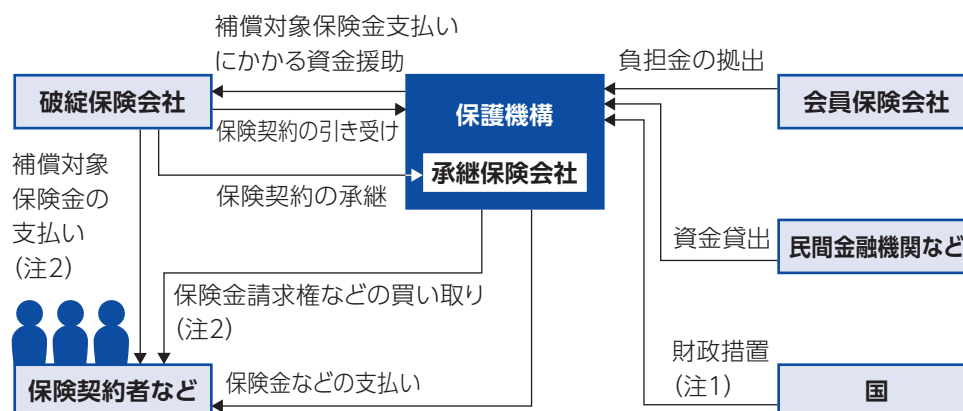 補償対象保険金支払い
にかかる資金援助
負担金の拠出
破綻保険会社
保護機構
会員保険会社
保険契約の引き受け
補償対象
保険金の
支払い
(注2)
承継保険会社
保険契約の承継
資金貸出
民間金融機関など
保険金請求権などの買い取り
(注2)
財政措置
(注1)
保険契約者など
保険金などの支払い
国